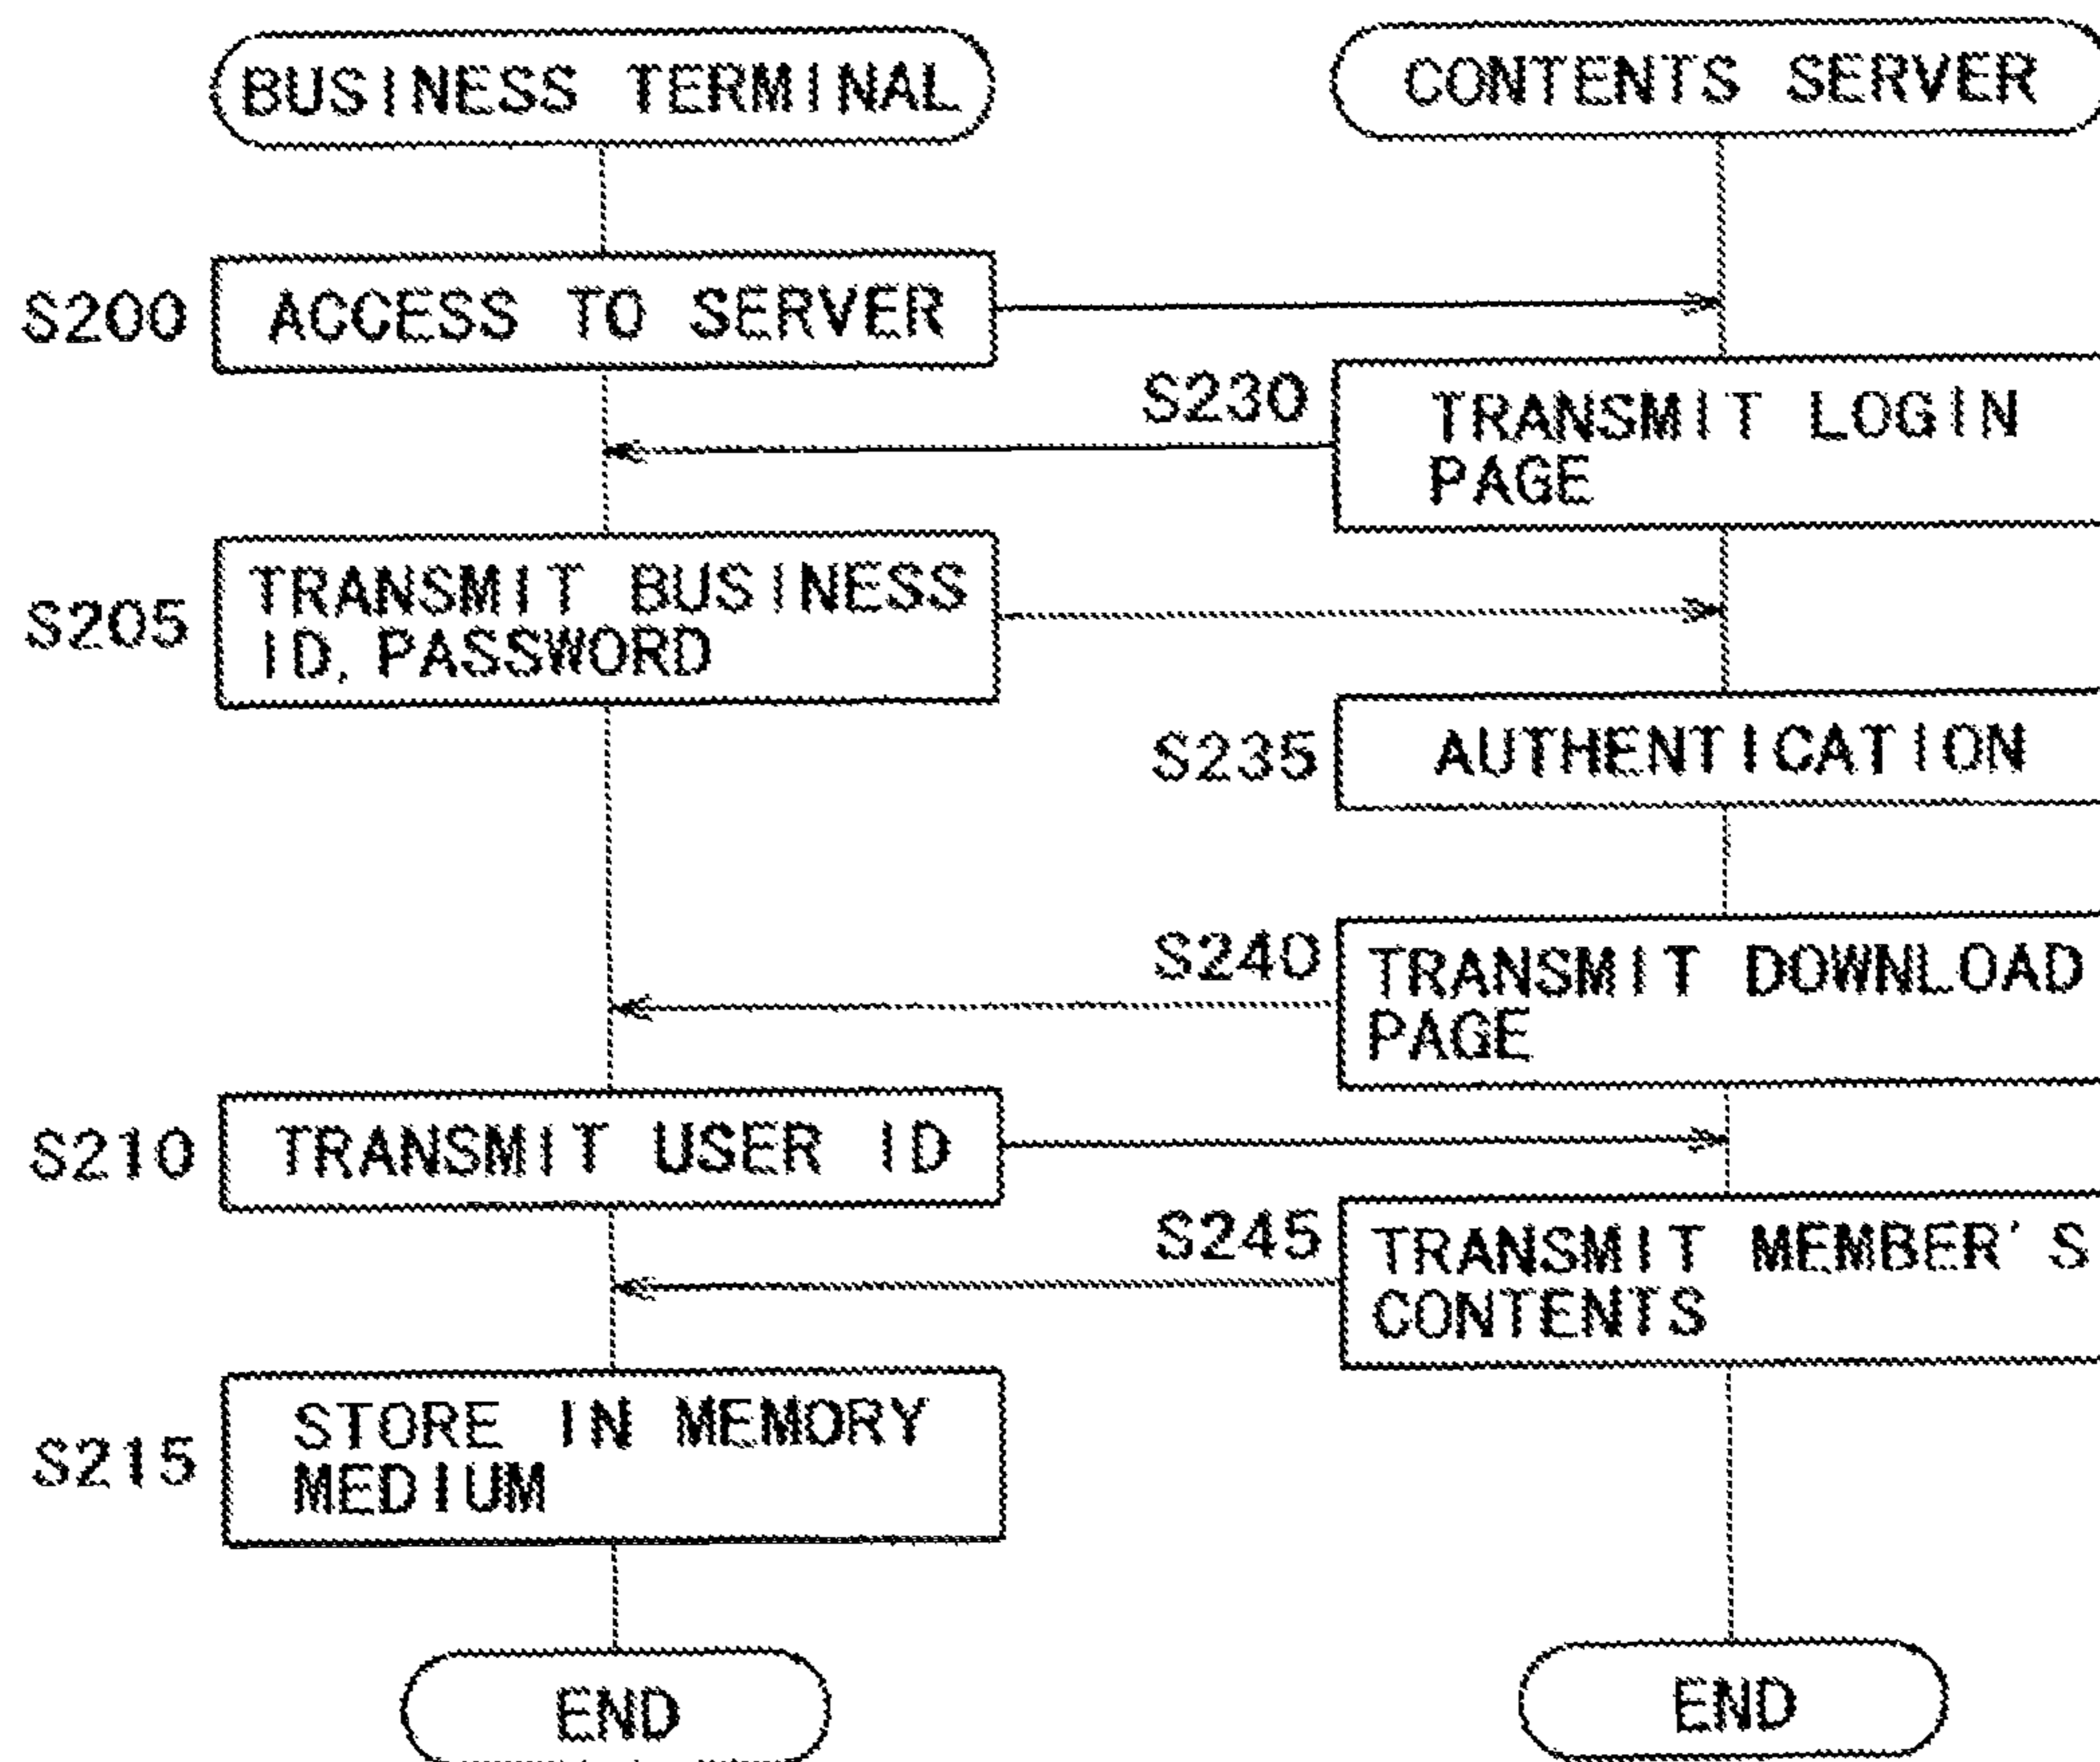 BUSINESS TERMINAL
CONTENTS SERVER
S200
ACCESS TO SERVER
S230
TRANSMIT LOGIN
PAGE
S205
TRANSMIT BUSINESS
ID, PASSWORD
S235
AUTHENTICATION
S240
TRANSMIT DOWNLOAD
PAGE
S210
TRANSMIT USER ID
S245
TRANSMIT MEMBER'S
CONTENTS
S215
STORE IN MEMORY
MEDIUM
END
END